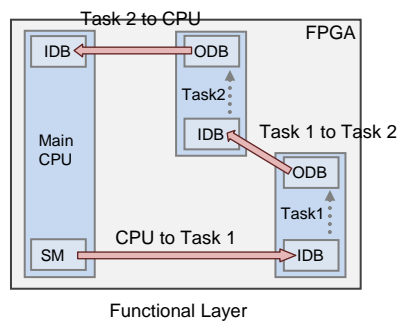 Task 2 to CPU
FPGA
IDB
ODB
Task2
Main
CPU
IDB
Task 1 to Task 2
ODB
Task1
CPU to Task 1
SM
IDB
Functional Layer